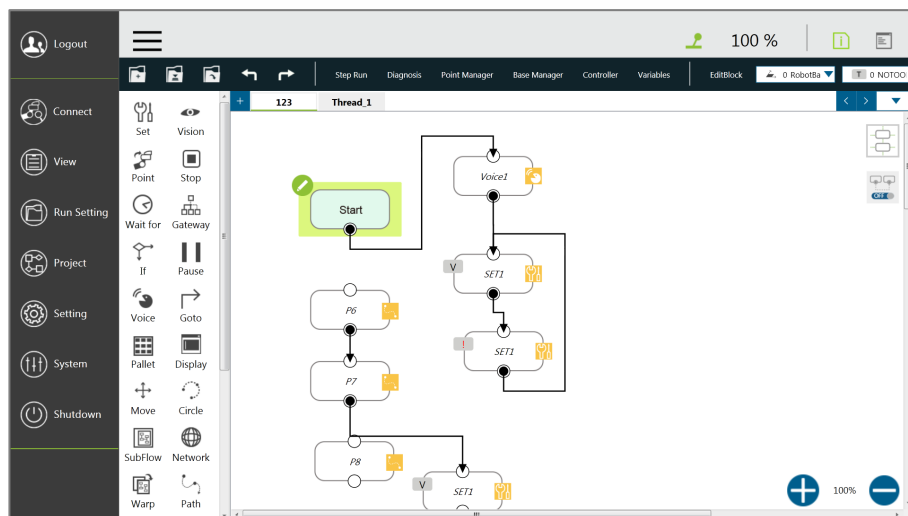 Logout
100 %
Step Run
Diagnosis
Point Manager
Base Manager
Controller
Variables
EditBlock
0 RobotBa
T
0 NOTOO
Connect
View
Run Setting
Project
Setting
System
Shutdown
Set
Vision
Point
Stop
Wait for
Gateway
If
Pause
Voice
Goto
Pallet
Display
Move
Circle
SubFlow
Network
Warp
Path
+
123
Thread_1
OFF
Start
Voice1
V
SET1
!
SET1
P6
P7
P8
V
SET1
100%